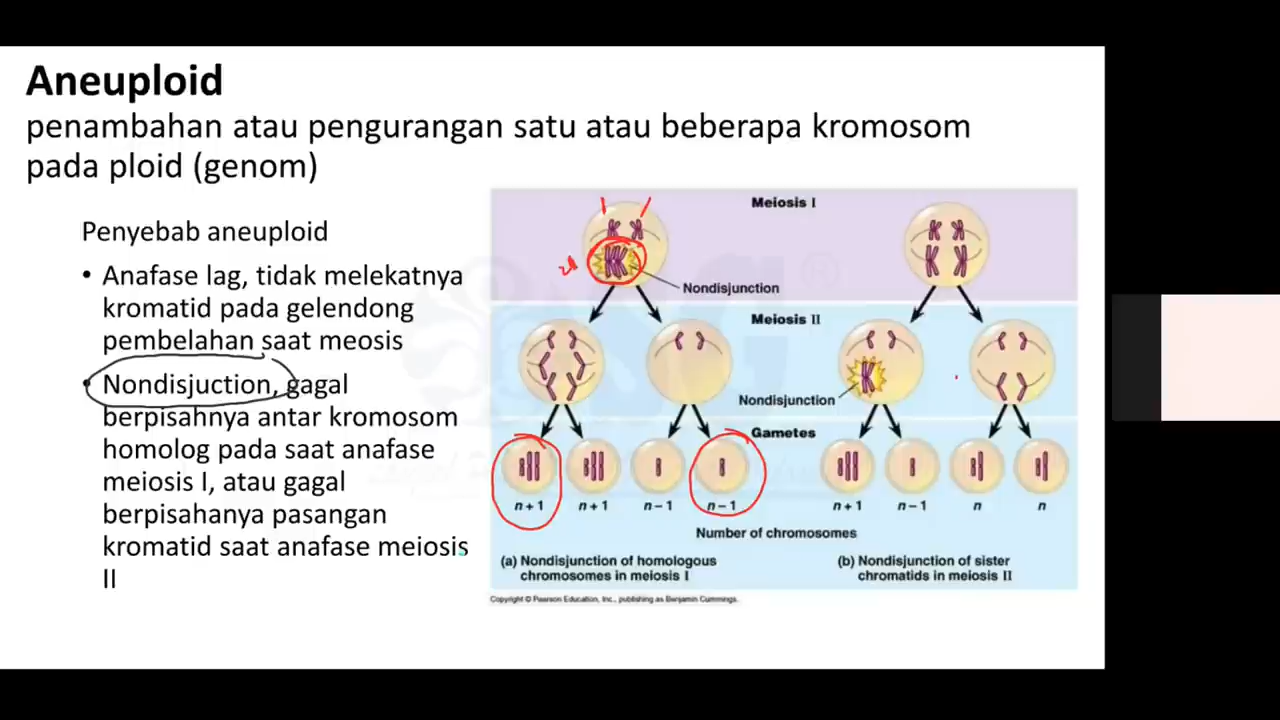 Aneuploid
penambahan atau pengurangan satu atau beberapa kromosom
pada ploid (genom)
Penyebab aneuploid
• Anafase lag, tidak melekatnya
kromatid pada gelendong
pembelahan saat meosis
• Nondisjuction, gagal
berpisahnya antar kromosom
homolog pada saat anafase
meiosis I, atau gagal
berpisahanya pasangan
kromatid saat anafase meiosis
II
Meiosis I
Nondisjunction
Meiosis II
Nondisjunction
Gametes
n + 1
n + 1
n – 1
n – 1
n + 1
n – 1
n
n
Number of chromosomes
(a) Nondisjunction of homologous
chromosomes in meiosis I
(b) Nondisjunction of sister
chromatids in meiosis II
Copyright © Pearson Education, Inc., publishing as Benjamin Cummings.